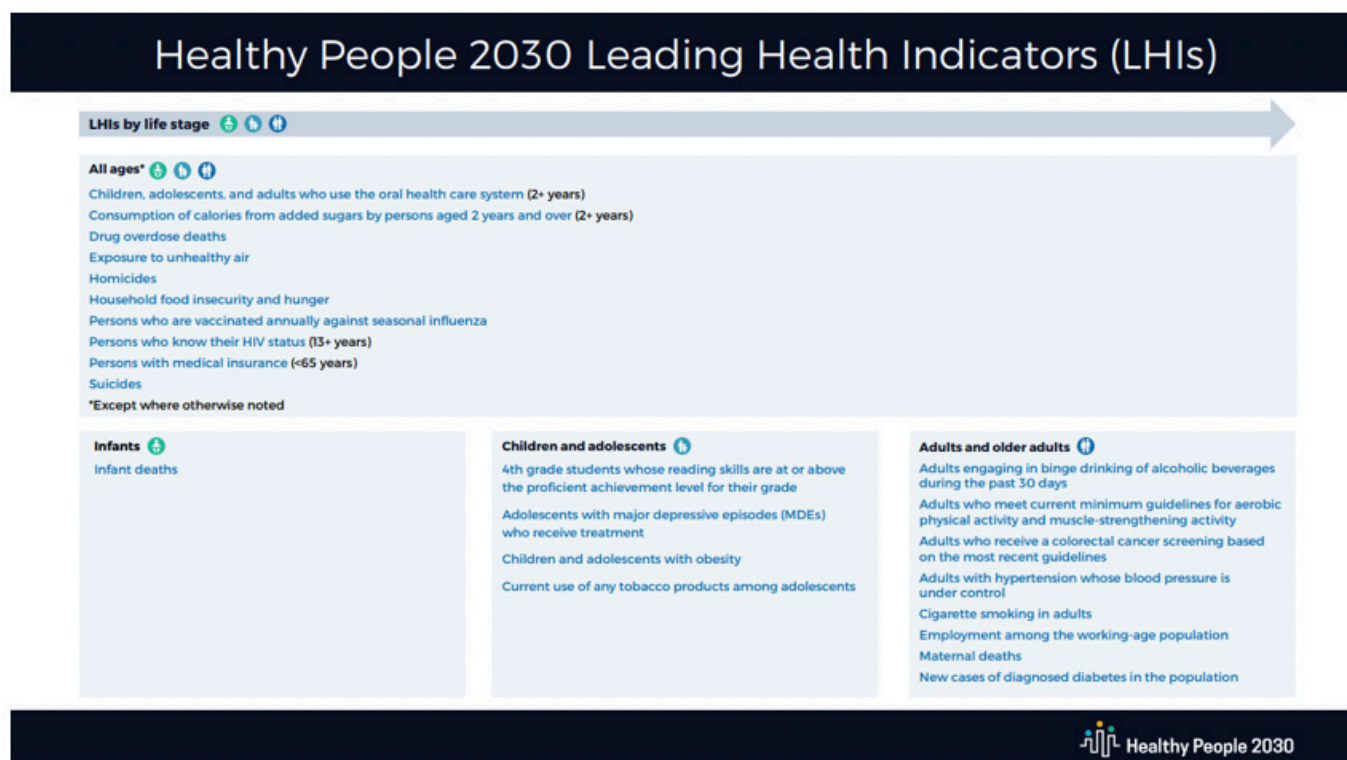 Healthy People 2030 Leading Health Indicators (LHIs)
LHIs by life stage
All ages*
Children, adolescents, and adults who use the oral health care system (2+ years)
Consumption of calories from added sugars by persons aged 2 years and over (2+ years)
Drug overdose deaths
Exposure to unhealthy air
Homicides
Household food insecurity and hunger
Persons who are vaccinated annually against seasonal influenza
Persons who know their HIV status (13+ years)
Persons with medical insurance (<65 years)
Suicides
*Except where otherwise noted
Infants
Infant deaths
Children and adolescents
4th grade students whose reading skills are at or above
the proficient achievement level for their grade
Adolescents with major depressive episodes (MDEs)
who receive treatment
Children and adolescents with obesity
Current use of any tobacco products among adolescents
Adults and older adults
Adults engaging in binge drinking of alcoholic beverages
during the past 30 days
Adults who meet current minimum guidelines for aerobic
physical activity and muscle-strengthening activity
Adults who receive a colorectal cancer screening based
on the most recent guidelines
Adults with hypertension whose blood pressure is
under control
Cigarette smoking in adults
Employment among the working-age population
Maternal deaths
New cases of diagnosed diabetes in the population
Healthy People 2030